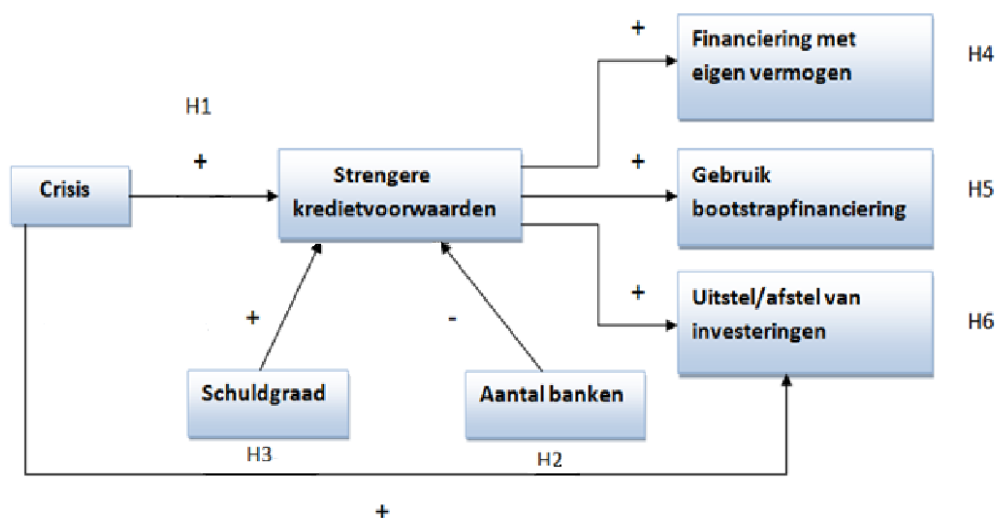 +
Financiering met
eigen vermogen
H4
H1
+
Crisis
Strengere
kredietvoorwaarden
+
Gebruik
bootstrapfinanciering
H5
+
Uitstel/afstel van
investeringen
H6
+
-
Schuldgraad
Aantal banken
H3
H2
+